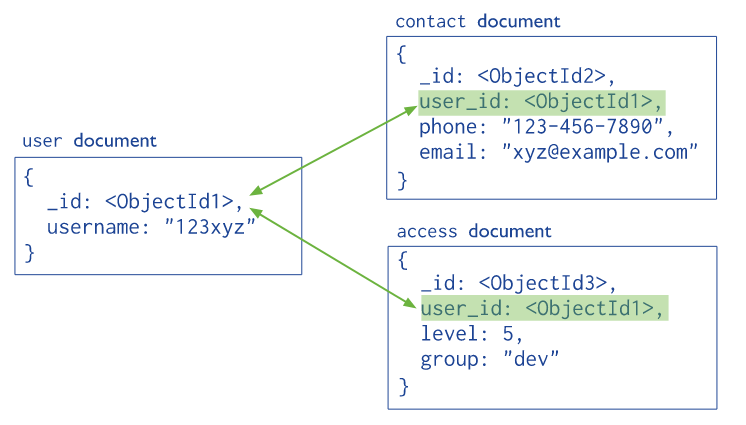 user document
{
_id: <ObjectId1>,
username: "123xyz"
}
contact document
{
_id: <ObjectId2>,
user_id: <ObjectId1>,
phone: "123-456-7890",
email: "xyz@example.com"
}
access document
{
_id: <ObjectId3>,
user_id: <ObjectId1>,
level: 5,
group: "dev"
}